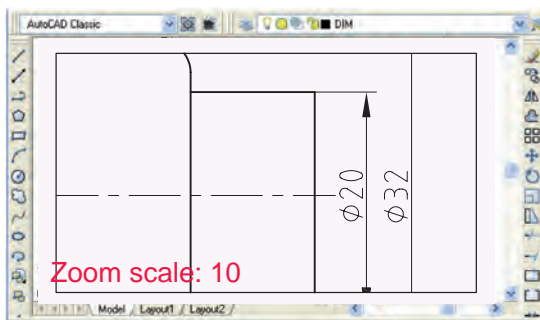 AutoCAD Classic
DIM
ϕ20
ϕ32
Zoom scale: 10
Model / Layout1 / Layout2 /